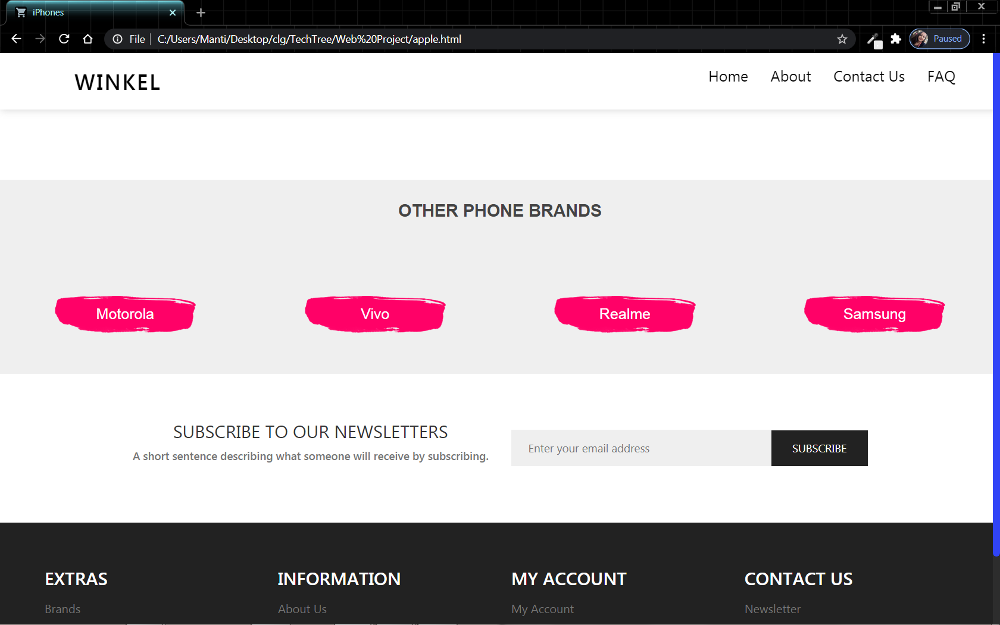 iPhones
File
C:/Users/Manti/Desktop/clg/TechTree/Web%20Project/apple.html
Paused
WINKEL
Home About Contact Us FAQ
OTHER PHONE BRANDS
Motorola Vivo Realme Samsung
SUBSCRIBE TO OUR NEWSLETTERS
A short sentence describing what someone will receive by subscribing.
Enter your email address SUBSCRIBE
EXTRAS INFORMATION MY ACCOUNT CONTACT US
Brands About Us My Account Newsletter